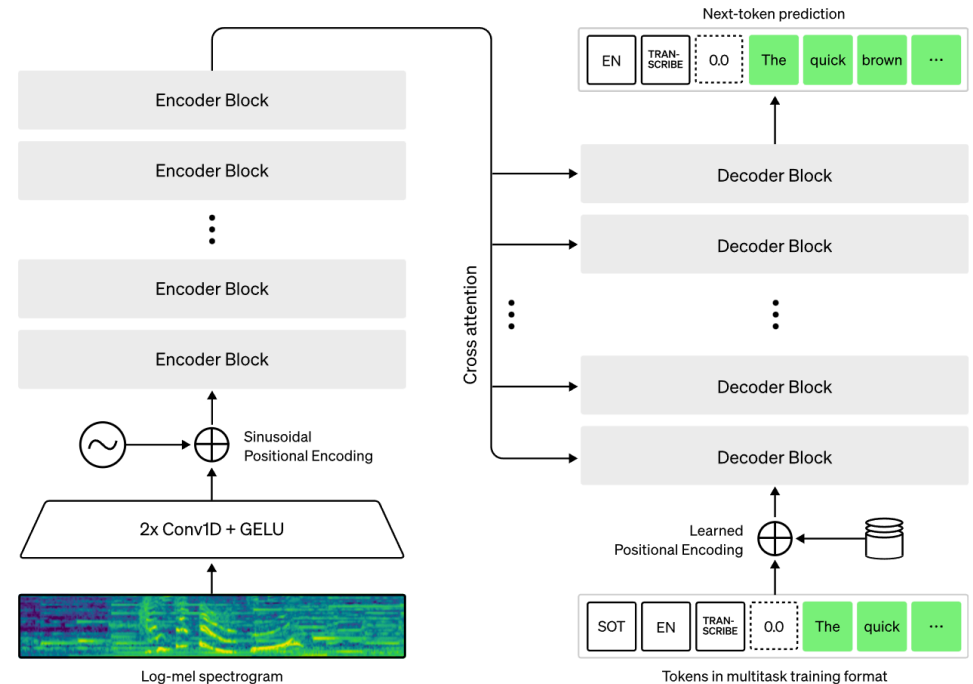 Next-token prediction
EN
TRAN-
SCRIBE
0.0
The
quick
brown
...
Encoder Block
Encoder Block
Encoder Block
Encoder Block
Sinusoidal
Positional Encoding
2x Conv1D + GELU
Log-mel spectrogram
Cross attention
Decoder Block
Decoder Block
Decoder Block
Decoder Block
Learned
Positional Encoding
SOT
EN
TRAN-
SCRIBE
0.0
The
quick
...
Tokens in multitask training format